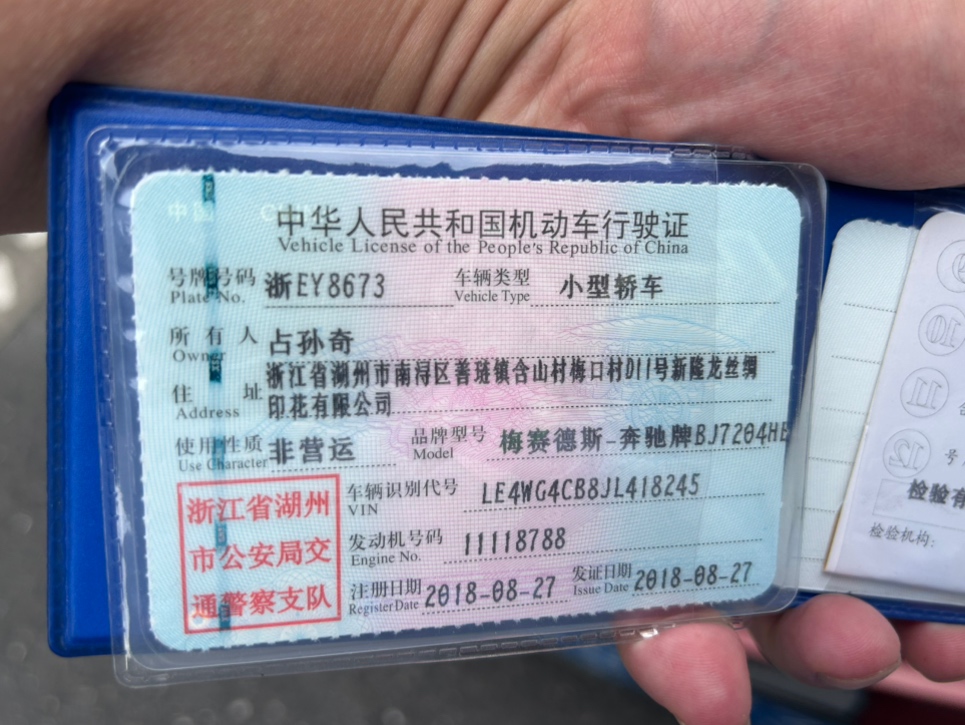 中华人民共和国机动车行驶证
Vehicle License of the People's Republic of China
号牌号码 浙EY8673 车辆类型 小型轿车
Plate No. Vehicle Type
所有人 占孙奇
Owner
浙江省湖州市南浔区善琏镇含山村梅口村D11号新隆龙丝绸
住址 印花有限公司
Address
使用性质 非营运 品牌型号 梅赛德斯-奔驰牌BJ7204HE
Use Character Model
浙江省湖州
市公安局交
通警察支队
车辆识别代号 LE4WG4CB8JL418245
VIN
发动机号码 11118788
Engine No.
注册日期 2018-08-27 发证日期 2018-08-27
Register Date Issue Date
10
11
12
号
检验有
检验机构: